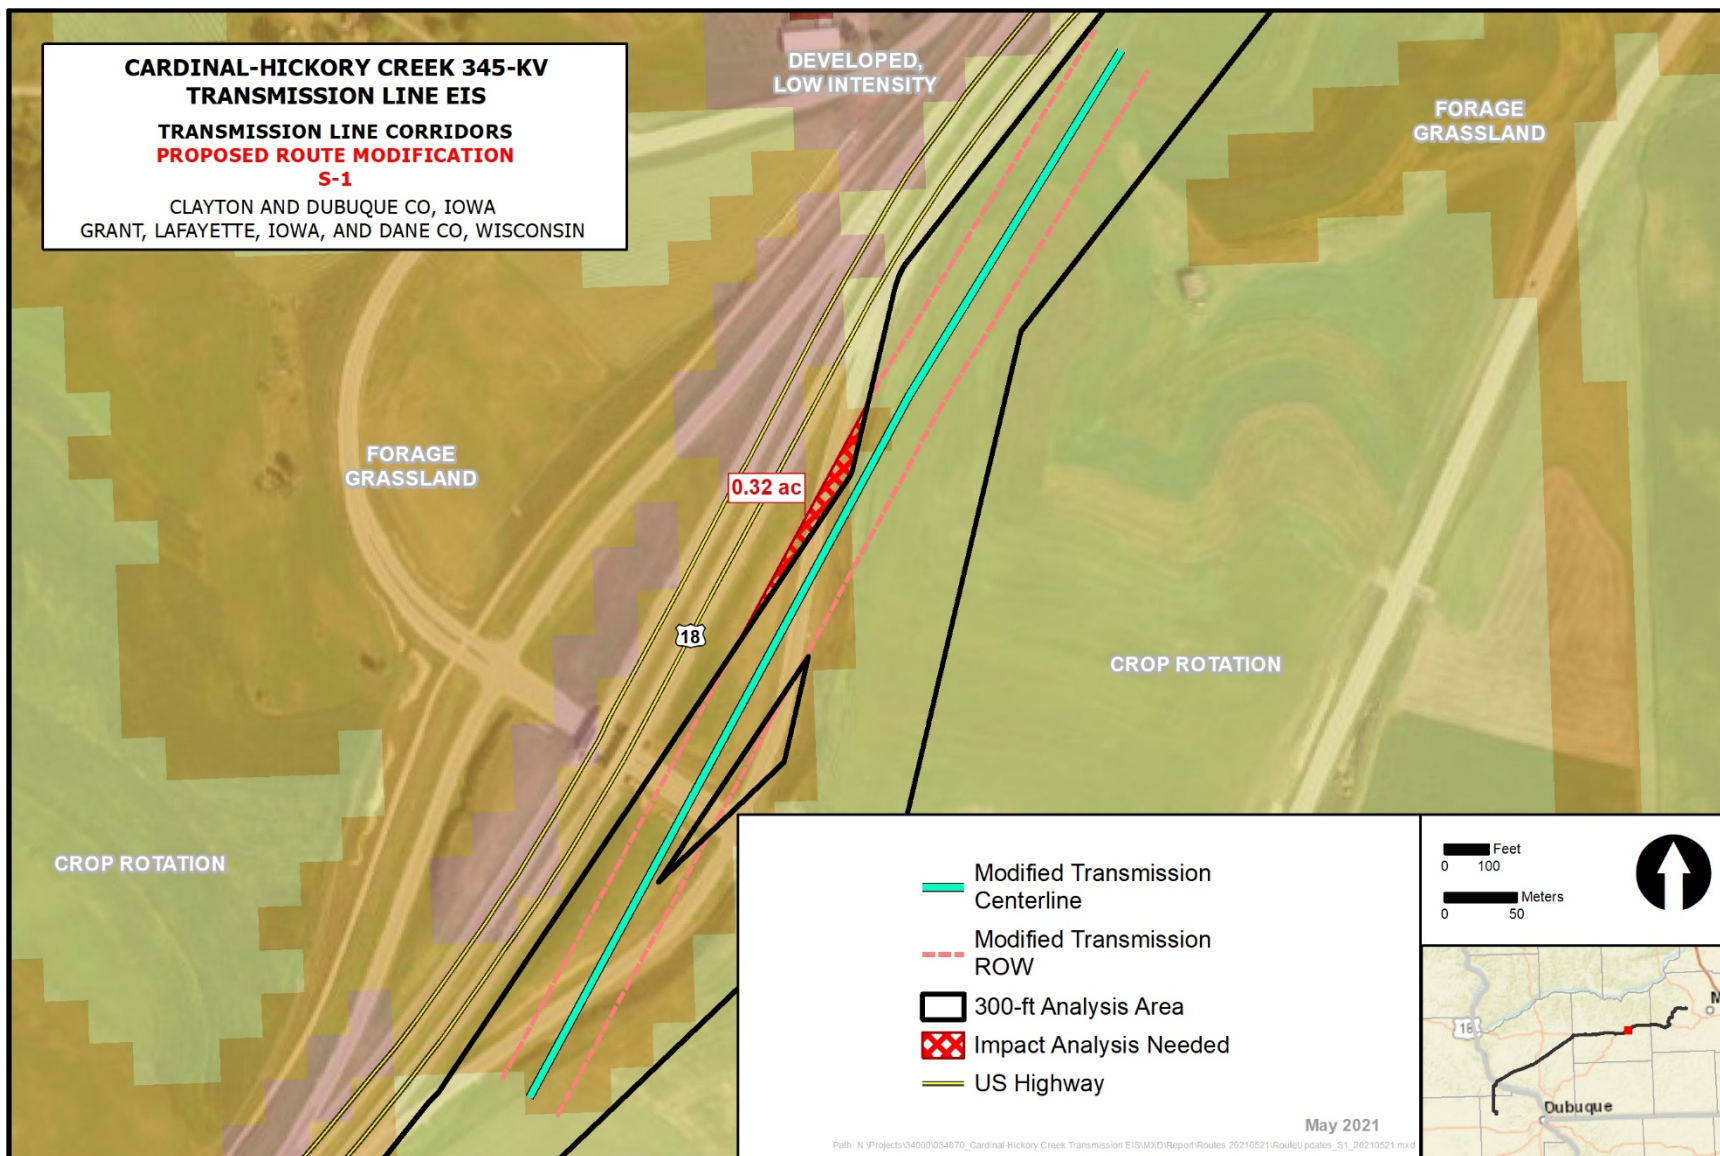 CARDINAL-HICKORY CREEK 345-KV
TRANSMISSION LINE EIS
TRANSMISSION LINE CORRIDORS
PROPOSED ROUTE MODIFICATION
S-1
CLAYTON AND DUBUQUE CO, IOWA
GRANT, LAFAYETTE, IOWA, AND DANE CO, WISCONSIN
DEVELOPED,
LOW INTENSITY
FORAGE
GRASSLAND
FORAGE
GRASSLAND
0.32 ac
18
CROP ROTATION
CROP ROTATION
Modified Transmission
Centerline
Modified Transmission
ROW
300-ft Analysis Area
Impact Analysis Needed
US Highway
May 2021
Feet
0 100
Meters
0 50
18
M
Dubuque